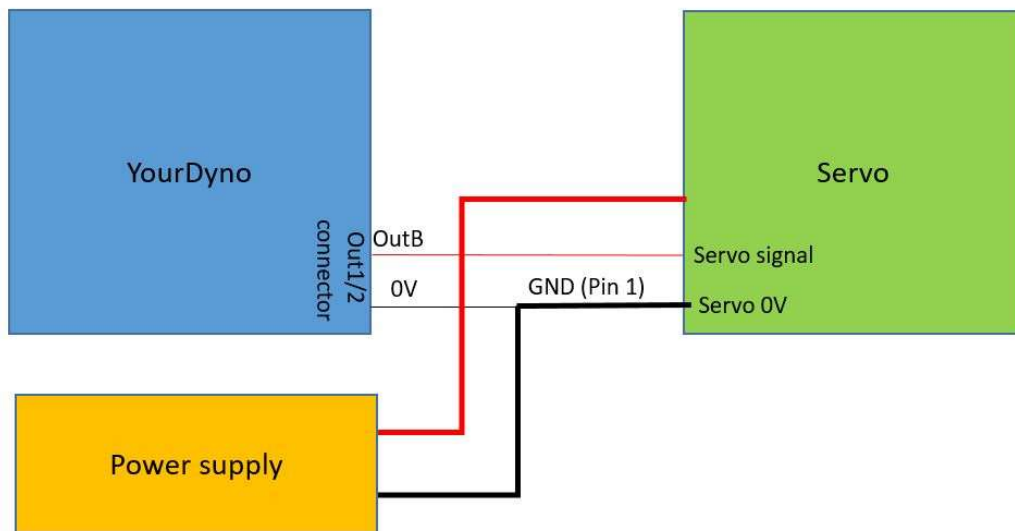 YourDyno
Servo
Out1/2
connector
OutB
Servo signal
0V
GND (Pin 1)
Servo 0V
Power supply